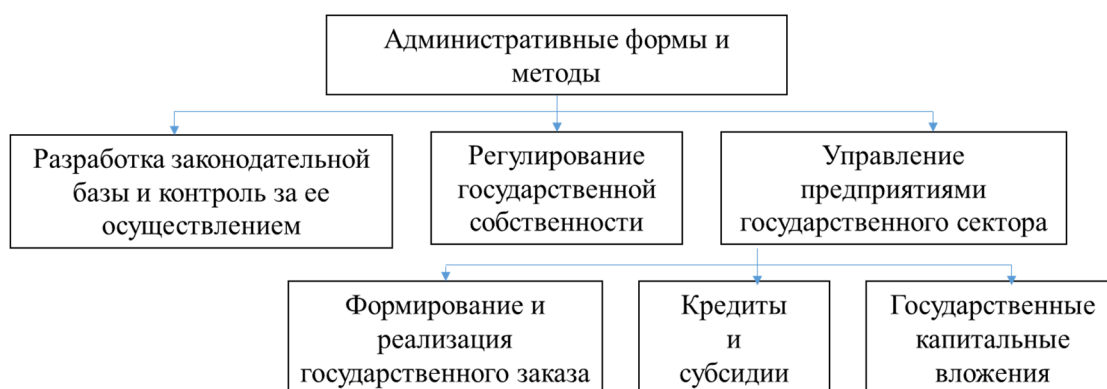 Административные формы и
методы
Разработка законодательной
базы и контроль за ее
осуществлением
Регулирование
государственной
собственности
Управление
предприятиями
государственного сектора
Формирование и
реализация
государственного заказа
Кредиты
и
субсидии
Государственные
капитальные
вложения